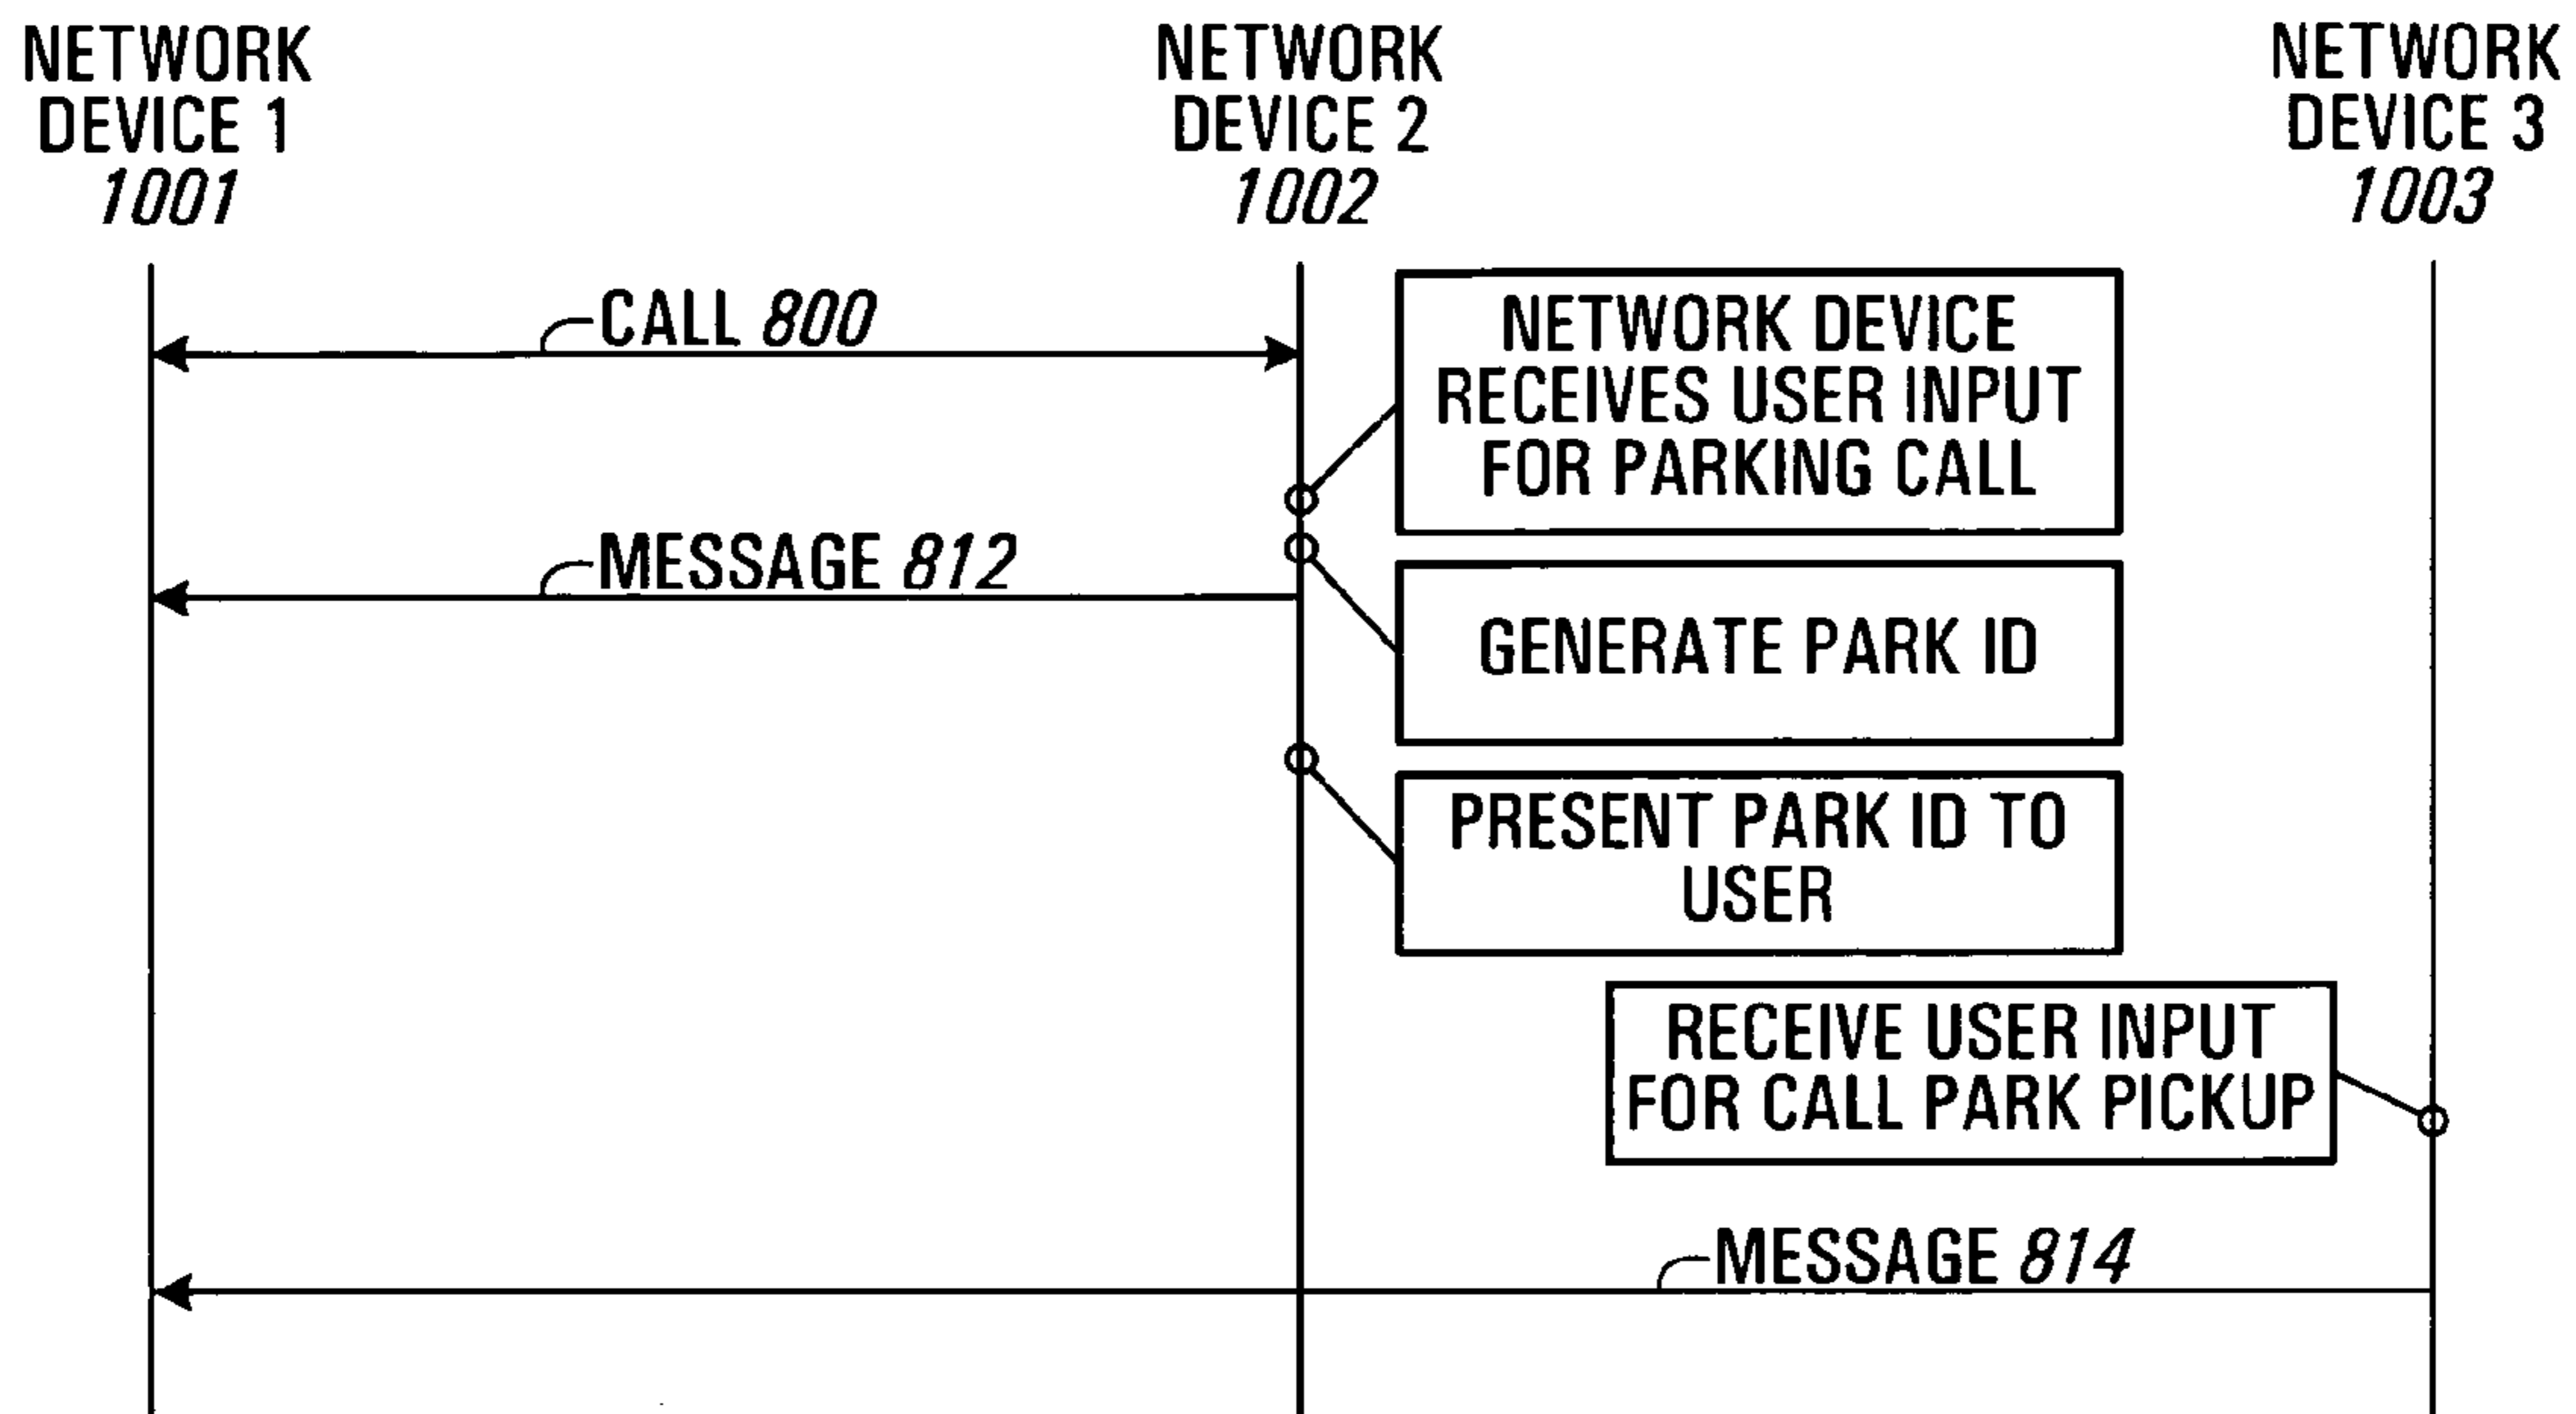 NETWORK
DEVICE 1
1001
NETWORK
DEVICE 2
1002
NETWORK
DEVICE 3
1003
CALL 800
NETWORK DEVICE
RECEIVES USER INPUT
FOR PARKING CALL
MESSAGE 812
GENERATE PARK ID
PRESENT PARK ID TO
USER
RECEIVE USER INPUT
FOR CALL PARK PICKUP
MESSAGE 814